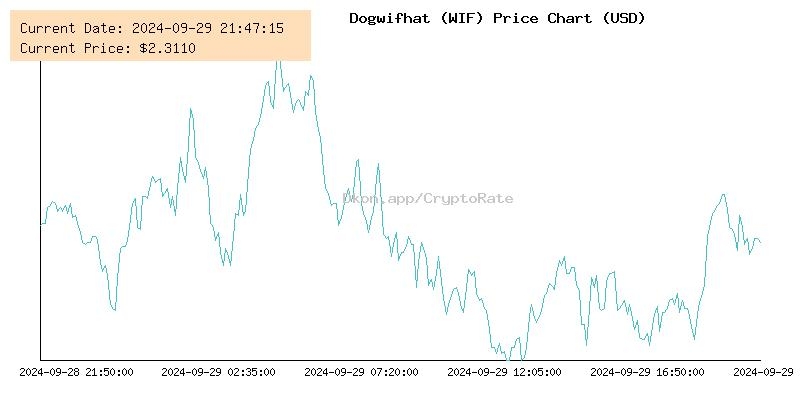 Dogwifhat (WIF) Price Chart (USD)
Current Date: 2024-09-29 21:47:15
Current Price: $2.3110
Dkon.app/CryptoRate
2024-09-28 21:50:00 2024-09-29 02:35:00 2024-09-29 07:20:00 2024-09-29 12:05:00 2024-09-29 16:50:00 2024-09-29